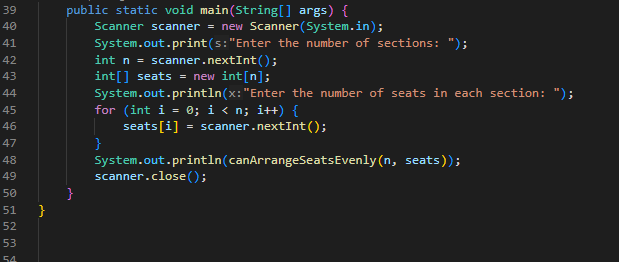 39 public static void main(String[] args) {
40 Scanner scanner = new Scanner(System.in);
41 System.out.print(s:"Enter the number of sections: ");
42 int n = scanner.nextInt();
43 int[] seats = new int[n];
44 System.out.println(x:"Enter the number of seats in each section: ");
45 for (int i = 0; i < n; i++) {
46 seats[i] = scanner.nextInt();
47 }
48 System.out.println(canArrangeSeatsEvenly(n, seats));
49 scanner.close();
50 }
51 }
52
53
54